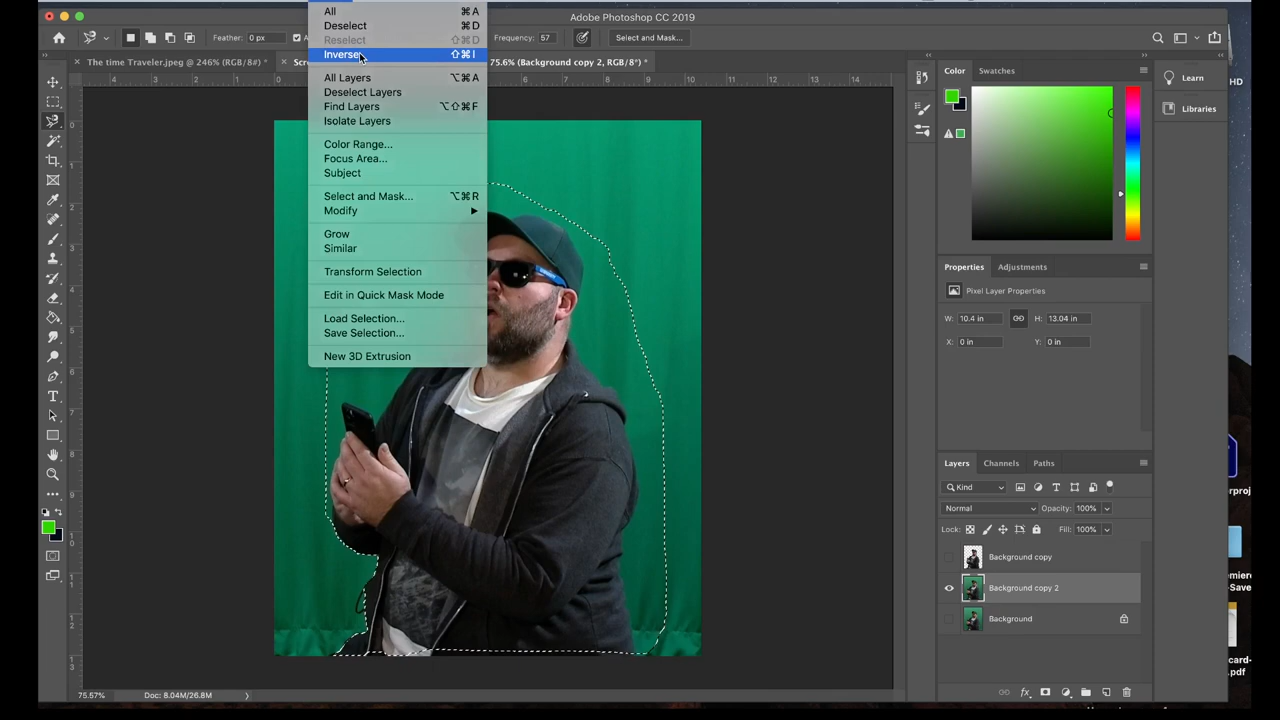 Adobe Photoshop CC 2019
Feather: 0 px
Frequency: 57
Select and Mask...
The time Traveler.jpeg @ 246% (RGB/8#) *
75.6% (Background copy 2, RGB/8*) *
All ⌘A
Deselect ⌘D
Reselect ⇧⌘D
Inverse ⇧⌘I
All Layers ⌥⌘A
Deselect Layers
Find Layers ⌥⇧⌘F
Isolate Layers
Color Range...
Focus Area...
Subject
Select and Mask... ⌥⌘R
Modify
Grow
Similar
Transform Selection
Edit in Quick Mask Mode
Load Selection...
Save Selection...
New 3D Extrusion
Color Swatches
Learn
Libraries
HD
Properties Adjustments
Pixel Layer Properties
W: 10.4 in H: 13.04 in
X: 0 in Y: 0 in
Layers Channels Paths
Kind
Normal Opacity: 100%
Lock: Fill: 100%
Background copy
Background copy 2
Background
75.57% Doc: 8.04M/26.8M